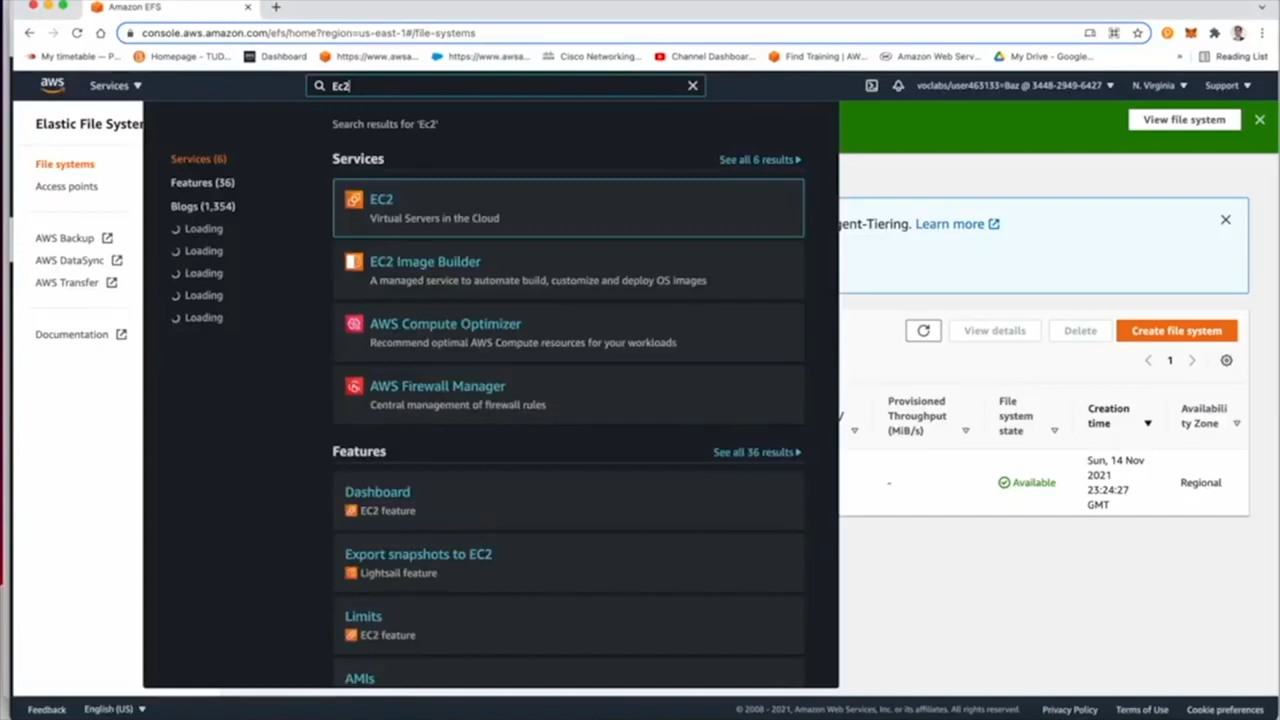 Amazon EFS
console.aws.amazon.com/efs/home?region=us-east-1#/file-systems
My timetable — P...
Homepage - TUD...
Dashboard
https://www.awsa...
https://www.awsa...
Cisco Networking...
Channel Dashboar...
Find Training | AW...
Amazon Web Serv...
My Drive - Google...
Reading List
aws
Services
Ec2
voclabs/user463133=Baz @ 3448-2949-6427
N. Virginia
Support
Elastic File System
View file system
Search results for 'Ec2'
Services (6)
Features (36)
Blogs (1,354)
Loading
Loading
Loading
Loading
Loading
Services
See all 6 results
EC2
Virtual Servers in the Cloud
EC2 Image Builder
A managed service to automate build, customize and deploy OS images
AWS Compute Optimizer
Recommend optimal AWS Compute resources for your workloads
AWS Firewall Manager
Central management of firewall rules
Features
See all 36 results
Dashboard
EC2 feature
Export snapshots to EC2
Lightsail feature
Limits
EC2 feature
AMIs
File systems
Access points
AWS Backup
AWS DataSync
AWS Transfer
Documentation
gent-Tiering. Learn more
View details
Delete
Create file system
1
Provisioned
Throughput
(MiB/s)
File
system
state
Creation
time
Availabili
ty Zone
-
Available
Sun, 14 Nov
2021
23:24:27
GMT
Regional
Feedback
English (US)
© 2008 - 2021, Amazon Web Services, Inc. or its affiliates. All rights reserved.
Privacy Policy
Terms of Use
Cookie preferences